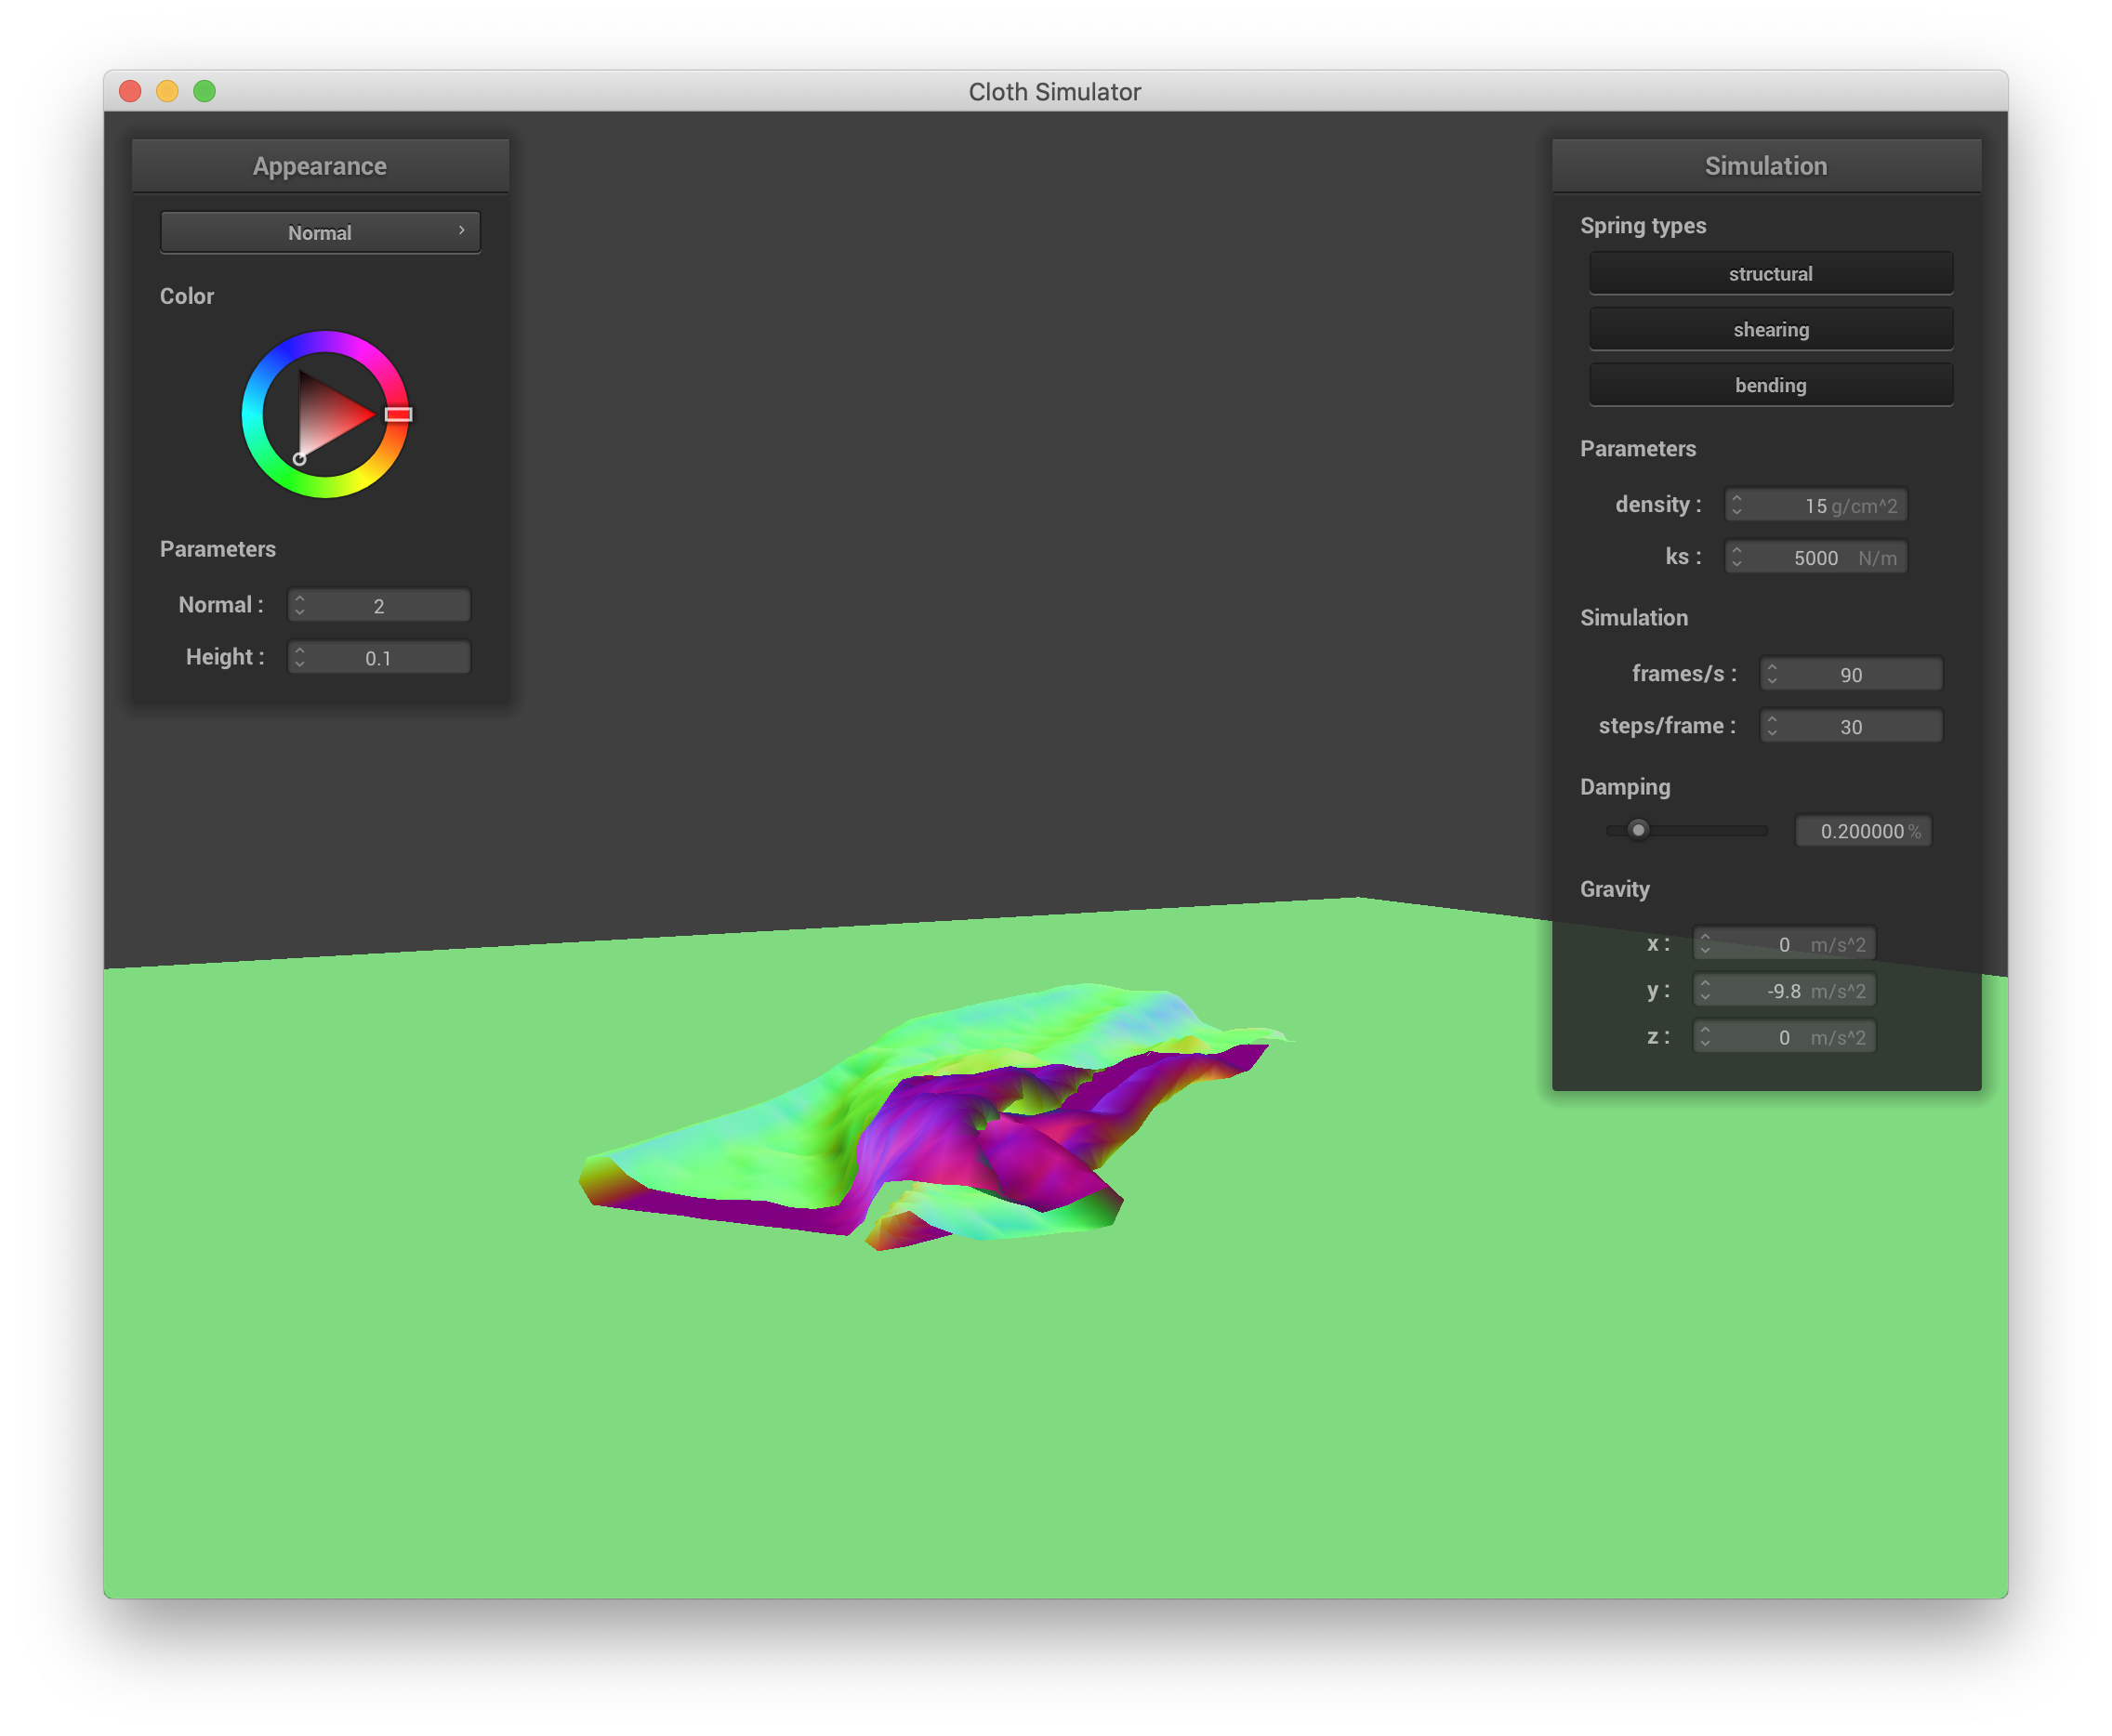 Cloth Simulator
Appearance
Normal
Color
Parameters
Normal : 2
Height : 0.1
Simulation
Spring types
structural
shearing
bending
Parameters
density : 15 g/cm^2
ks : 5000 N/m
Simulation
frames/s : 90
steps/frame : 30
Damping
0.200000 %
Gravity
x : 0 m/s^2
y : -9.8 m/s^2
z : 0 m/s^2